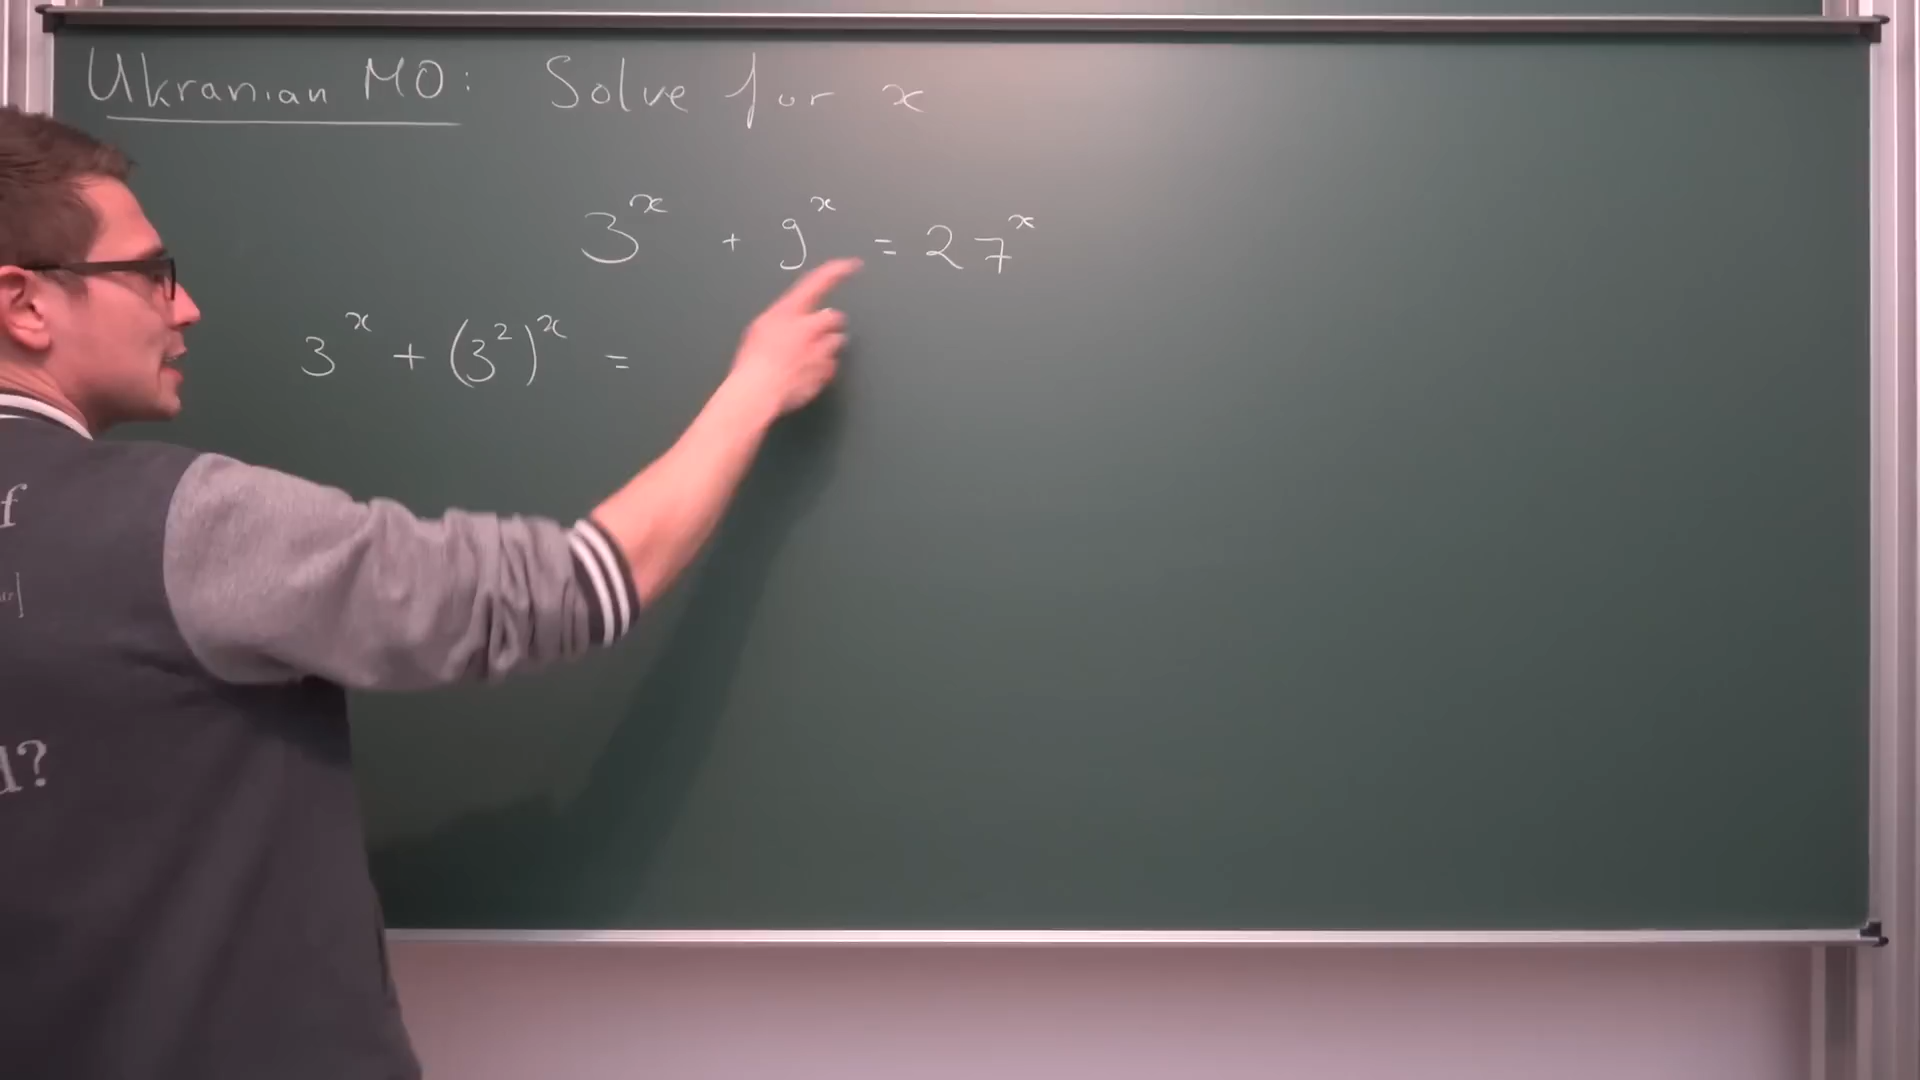 Ukranian MO: Solve for x
3^x + 9^x = 27^x
3^x + (3^2)^x =
f
d?